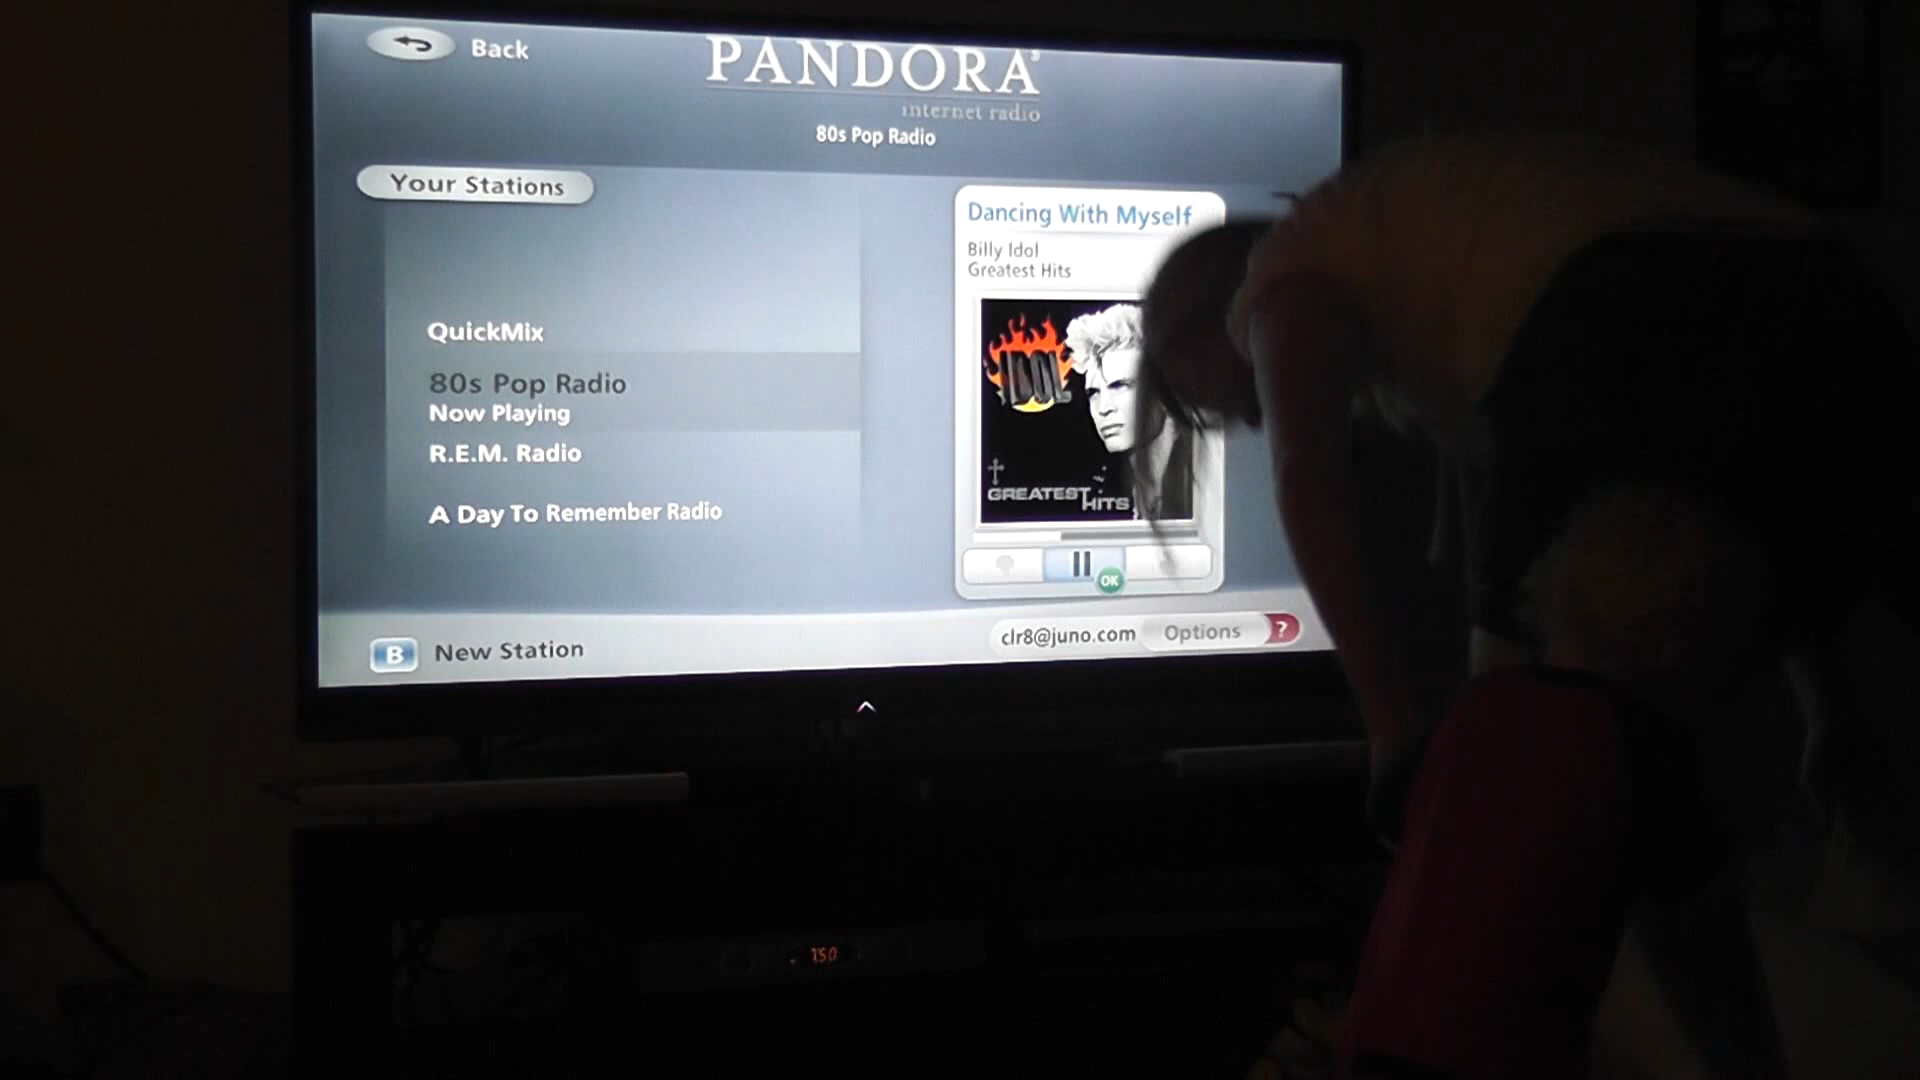 Back
PANDORA
internet radio
80s Pop Radio
Your Stations
QuickMix
80s Pop Radio
Now Playing
R.E.M. Radio
A Day To Remember Radio
Dancing With Myself
Billy Idol
Greatest Hits
IDOL
GREATEST HITS
OK
B New Station
clr8@juno.com Options ?